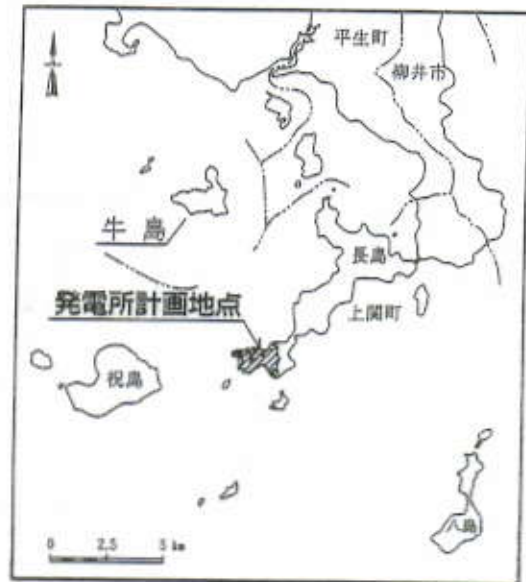 平生町
柳井市
牛島
長島
発電所計画地点
上関町
祝島
八島
0 2.5 5 km